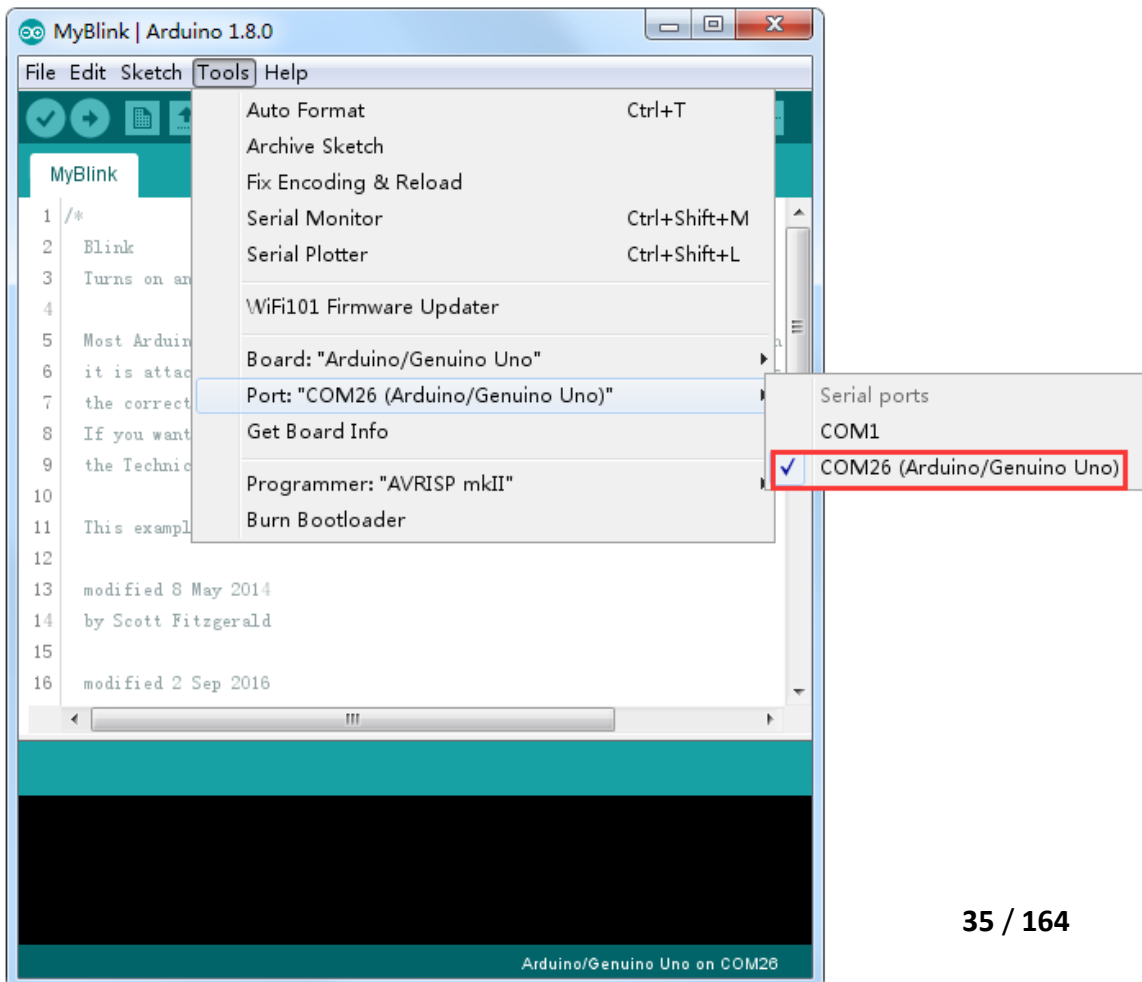 MyBlink | Arduino 1.8.0
File Edit Sketch Tools Help
Auto Format Ctrl+T
Archive Sketch
Fix Encoding & Reload
Serial Monitor Ctrl+Shift+M
Serial Plotter Ctrl+Shift+L
WiFi101 Firmware Updater
Board: "Arduino/Genuino Uno"
Port: "COM26 (Arduino/Genuino Uno)"
Get Board Info
Programmer: "AVRISP mkII"
Burn Bootloader
Serial ports
COM1
COM26 (Arduino/Genuino Uno)
MyBlink
1 /*
2 Blink
3 Turns on an
4
5 Most Arduin
6 it is attac
7 the correct
8 If you want
9 the Technic
10
11 This exampl
12
13 modified 8 May 2014
14 by Scott Fitzgerald
15
16 modified 2 Sep 2016
Arduino/Genuino Uno on COM26
35 / 164